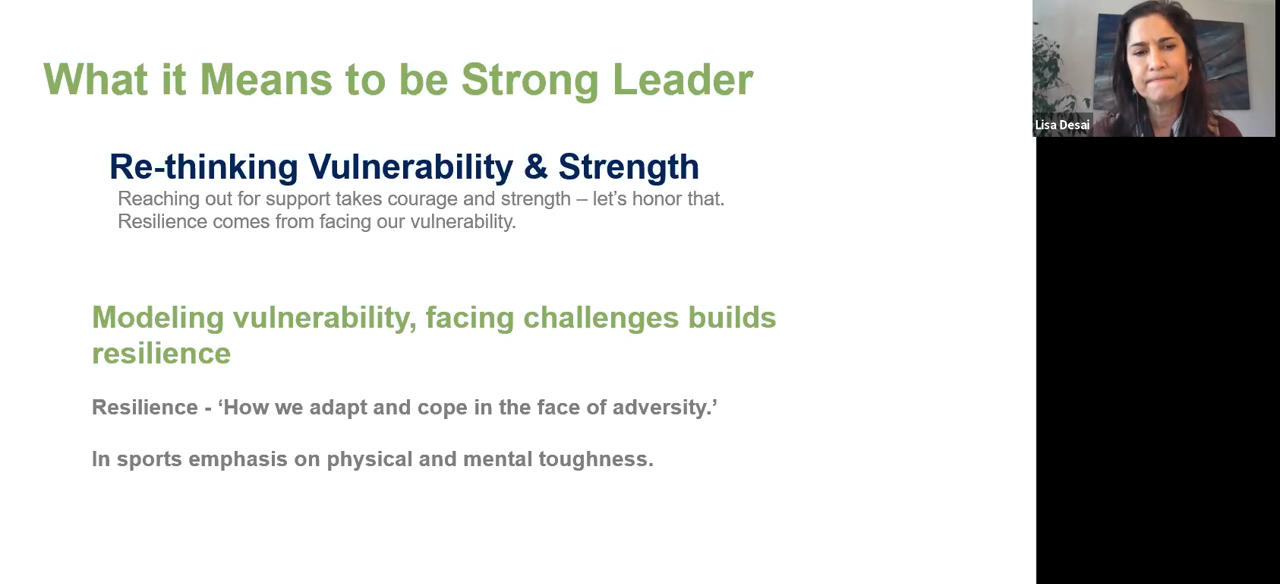 What it Means to be Strong Leader
Lisa Desai
Re-thinking Vulnerability & Strength
Reaching out for support takes courage and strength – let’s honor that.
Resilience comes from facing our vulnerability.
Modeling vulnerability, facing challenges builds
resilience
Resilience - ‘How we adapt and cope in the face of adversity.’
In sports emphasis on physical and mental toughness.